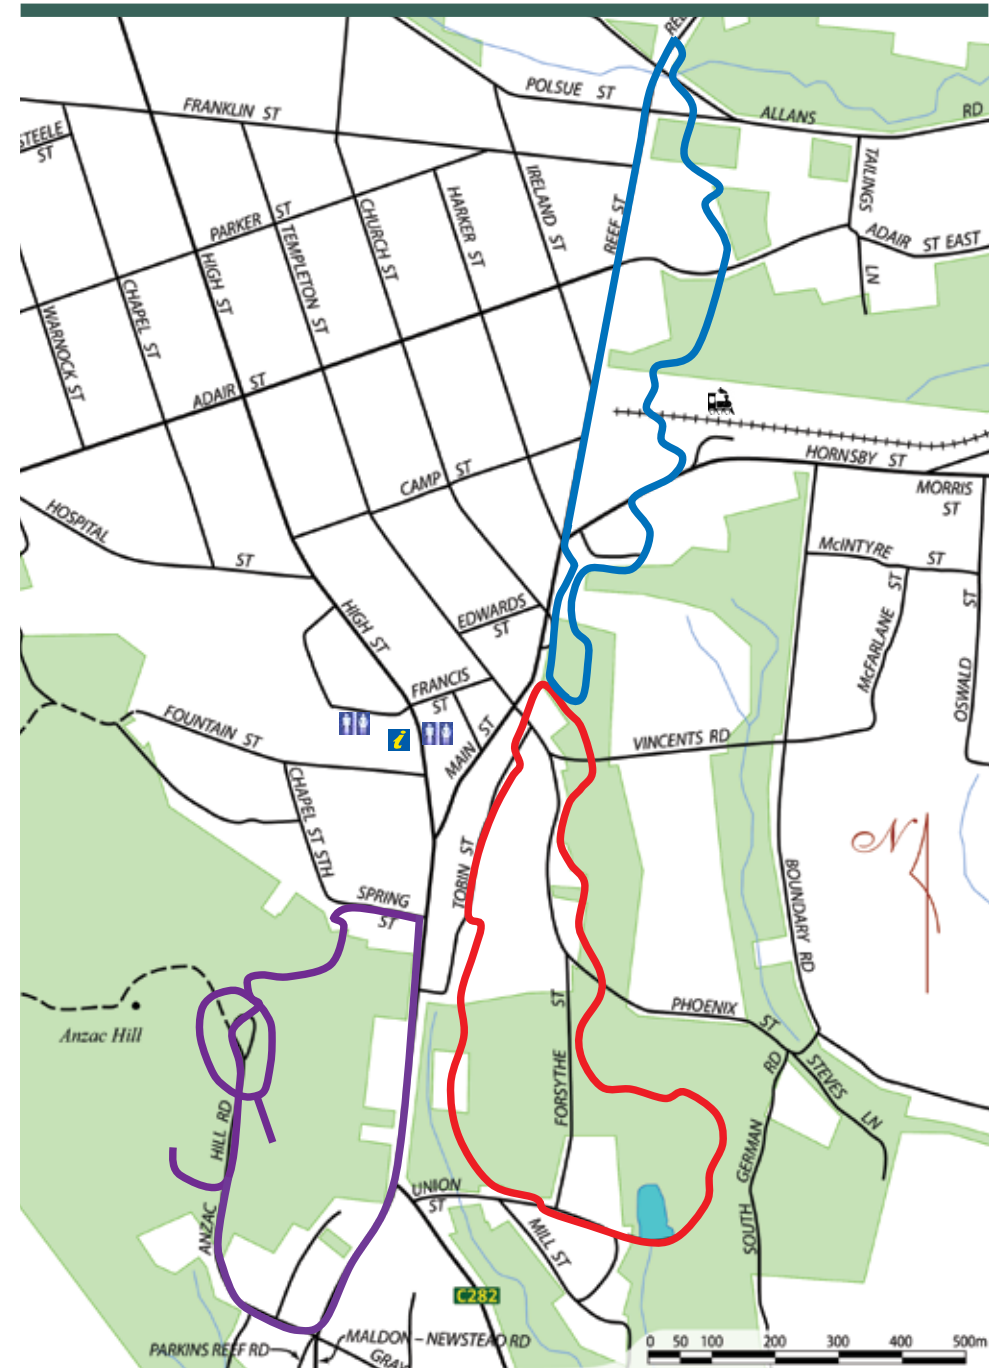 REE
POLSUE ST
FRANKLIN ST
ALLANS RD
STEELE
ST
TAILINGS
LN
IRELAND ST
HARKER ST
CHURCH ST
PARKER ST
REEF ST
ADAIR ST EAST
TEMPLETON ST
HIGH ST
CHAPEL ST
WARNOCK ST
ADAIR ST
HORNSBY ST
CAMP ST
MORRIS
ST
HOSPITAL
ST
McINTYRE ST
McFARLANE ST
OSWALD ST
EDWARDS
ST
HIGH ST
FRANCIS
ST
FOUNTAIN ST
i
MAIN ST
VINCENTS RD
CHAPEL ST STH
TOBIN ST
N
BOUNDARY RD
SPRING
ST
PHOENIX
ST
Anzac Hill
FORSYTHE ST
STEVES
LN
SOUTH GERMAN RD
ANZAC HILL RD
UNION
ST
MILL ST
C282
MALDON – NEWSTEAD RD
PARKINS REEF RD
GRAY
0 50 100m 200 300 400 500m